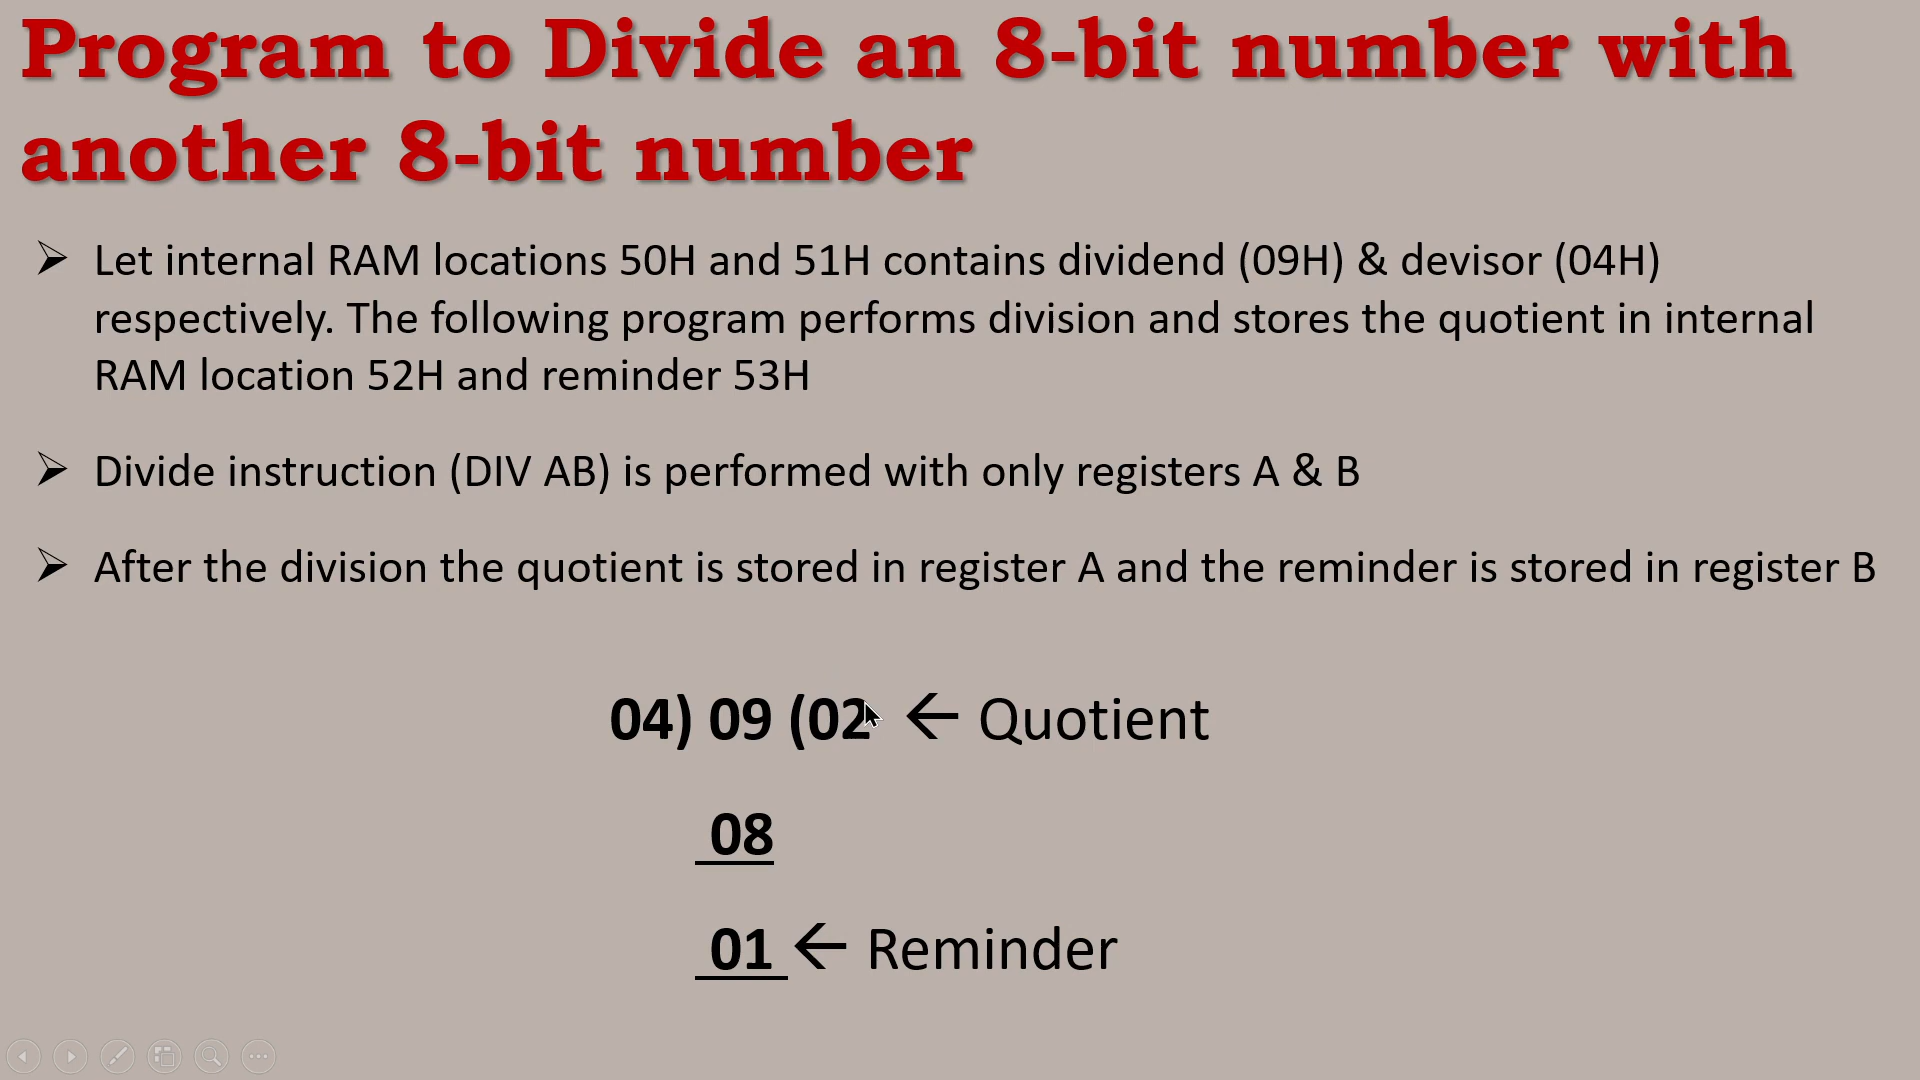 Program to Divide an 8-bit number with
another 8-bit number
➢ Let internal RAM locations 50H and 51H contains dividend (09H) & devisor (04H)
respectively. The following program performs division and stores the quotient in internal
RAM location 52H and reminder 53H
➢ Divide instruction (DIV AB) is performed with only registers A & B
➢ After the division the quotient is stored in register A and the reminder is stored in register B
04) 09 (02 ← Quotient
08
01 ← Reminder